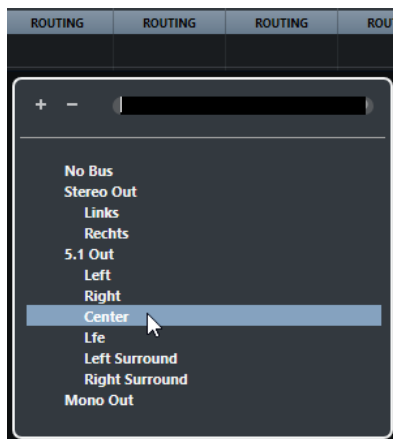 ROUTING ROUTING ROUTING ROU
+ −
No Bus
Stereo Out
Links
Rechts
5.1 Out
Left
Right
Center
Lfe
Left Surround
Right Surround
Mono Out